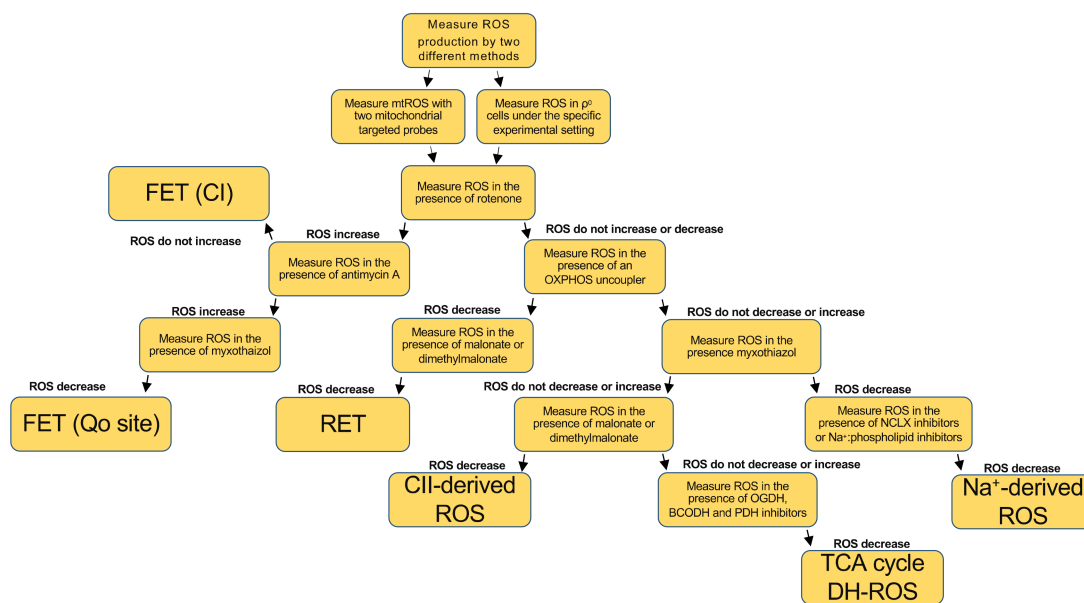 Measure ROS
production by two
different methods
Measure mtROS with
two mitochondrial
targeted probes
Measure ROS in ρ⁰
cells under the specific
experimental setting
Measure ROS in the
presence of rotenone
FET (CI)
ROS do not increase
ROS increase
ROS do not increase or decrease
Measure ROS in the
presence of antimycin A
Measure ROS in the
presence of an
OXPHOS uncoupler
ROS increase
ROS decrease
ROS do not decrease or increase
Measure ROS in the
presence of myxothaizol
Measure ROS in the
presence of malonate or
dimethylmalonate
Measure ROS in the
presence myxothiazol
ROS decrease
ROS decrease
ROS do not decrease or increase
ROS decrease
FET (Qo site)
RET
Measure ROS in the
presence of malonate or
dimethylmalonate
Measure ROS in the
presence of NCLX inhibitors
or Na⁺:phospholipid inhibitors
ROS decrease
ROS do not decrease or increase
ROS decrease
CII-derived
ROS
Measure ROS in the
presence of OGDH,
BCODH and PDH inhibitors
Na⁺-derived
ROS
ROS decrease
TCA cycle
DH-ROS